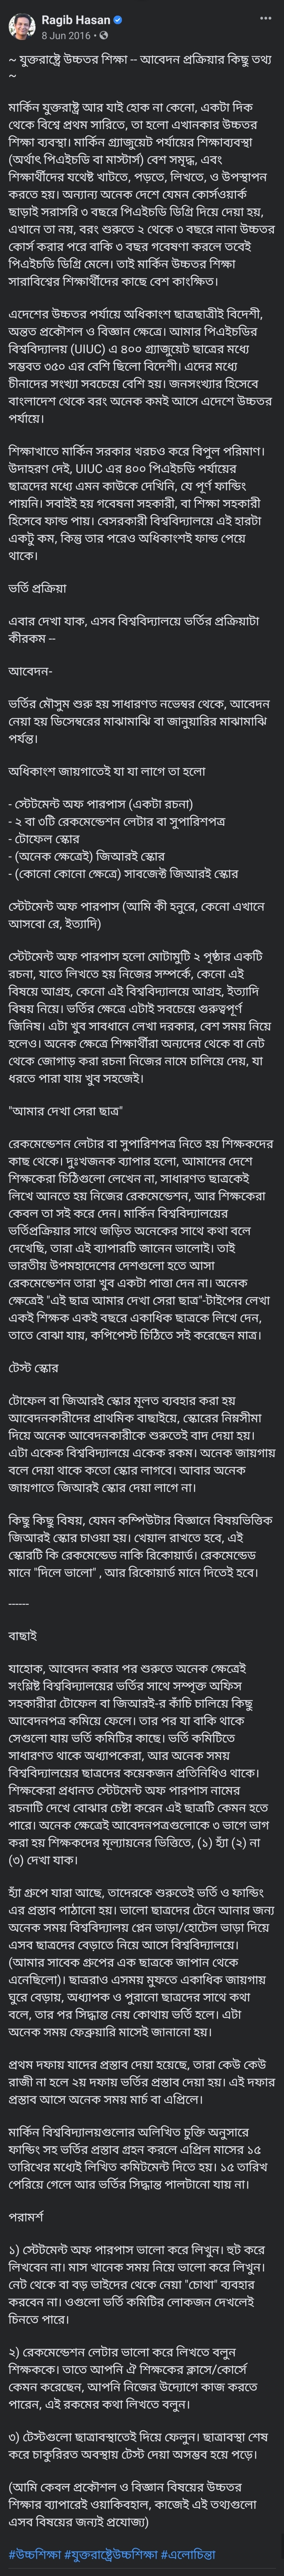 Ragib Hasan
8 Jun 2016
~ যুক্তরাষ্ট্রে উচ্চতর শিক্ষা -- আবেদন প্রক্রিয়ার কিছু তথ্য
~
মার্কিন যুক্তরাষ্ট্র আর যাই হোক না কেনো, একটা দিক
থেকে বিশ্বে প্রথম সারিতে, তা হলো এখানকার উচ্চতর
শিক্ষা ব্যবস্থা। মার্কিন গ্র্যাজুয়েট পর্যায়ের শিক্ষাব্যবস্থা
(অর্থাৎ পিএইচডি বা মাস্টার্স) বেশ সমৃদ্ধ, এবং
শিক্ষার্থীদের যথেষ্ট খাটতে, পড়তে, লিখতে, ও উপস্থাপন
করতে হয়। অন্যান্য অনেক দেশে যেমন কোর্সওয়ার্ক
ছাড়াই সরাসরি ৩ বছরে পিএইচডি ডিগ্রি দিয়ে দেয়া হয়,
এখানে তা নয়, বরং শুরুতে ২ থেকে ৩ বছরে নানা উচ্চতর
কোর্স করার পরে বাকি ৩ বছর গবেষণা করলে তবেই
পিএইচডি ডিগ্রি মেলে। তাই মার্কিন উচ্চতর শিক্ষা
সারাবিশ্বের শিক্ষার্থীদের কাছে বেশ কাংক্ষিত।
এদেশের উচ্চতর পর্যায়ে অধিকাংশ ছাত্রছাত্রীই বিদেশী,
অন্তত প্রকৌশল ও বিজ্ঞান ক্ষেত্রে। আমার পিএইচডির
বিশ্ববিদ্যালয় (UIUC) এ ৪০০ গ্র্যাজুয়েট ছাত্রের মধ্যে
সম্ভবত ৩৫০ এর বেশি ছিলো বিদেশী। এদের মধ্যে
চীনাদের সংখ্যা সবচেয়ে বেশি হয়। জনসংখ্যার হিসেবে
বাংলাদেশ থেকে বরং অনেক কমই আসে এদেশে উচ্চতর
পর্যায়ে।
শিক্ষাখাতে মার্কিন সরকার খরচও করে বিপুল পরিমাণ।
উদাহরণ দেই, UIUC এর ৪০০ পিএইচডি পর্যায়ের
ছাত্রদের মধ্যে এমন কাউকে দেখিনি, যে পূর্ণ ফান্ডিং
পায়নি। সবাইই হয় গবেষনা সহকারী, বা শিক্ষা সহকারী
হিসেবে ফান্ড পায়। বেসরকারী বিশ্ববিদ্যালয়ে এই হারটা
একটু কম, কিন্তু তার পরেও অধিকাংশই ফান্ড পেয়ে
থাকে।
ভর্তি প্রক্রিয়া
এবার দেখা যাক, এসব বিশ্ববিদ্যালয়ে ভর্তির প্রক্রিয়াটা
কীরকম --
আবেদন-
ভর্তির মৌসুম শুরু হয় সাধারণত নভেম্বর থেকে, আবেদন
নেয়া হয় ডিসেম্বরের মাঝামাঝি বা জানুয়ারির মাঝামাঝি
পর্যন্ত।
অধিকাংশ জায়গাতেই যা যা লাগে তা হলো
- স্টেটমেন্ট অফ পারপাস (একটা রচনা)
- ২ বা ৩টি রেকমেন্ডেশন লেটার বা সুপারিশপত্র
- টোফেল স্কোর
- (অনেক ক্ষেত্রেই) জিআরই স্কোর
- (কোনো কোনো ক্ষেত্রে) সাবজেক্ট জিআরই স্কোর
স্টেটমেন্ট অফ পারপাস (আমি কী হনুরে, কেনো এখানে
আসবো রে, ইত্যাদি)
স্টেটমেন্ট অফ পারপাস হলো মোটামুটি ২ পৃষ্ঠার একটি
রচনা, যাতে লিখতে হয় নিজের সম্পর্কে, কেনো এই
বিষয়ে আগ্রহ, কেনো এই বিশ্ববিদ্যালয়ে আগ্রহ, ইত্যাদি
বিষয় নিয়ে। ভর্তির ক্ষেত্রে এটাই সবচয়ে গুরুত্বপূর্ণ
জিনিষ। এটা খুব সাবধানে লেখা দরকার, বেশ সময় নিয়ে
হলেও। অনেক ক্ষেত্রে শিক্ষার্থীরা অন্যদের থেকে বা নেট
থেকে জোগাড় করা রচনা নিজের নামে চালিয়ে দেয়, যা
ধরতে পারা যায় খুব সহজেই।
"আমার দেখা সেরা ছাত্র"
রেকমেন্ডেশন লেটার বা সুপারিশপত্র নিতে হয় শিক্ষকদের
কাছ থেকে। দুঃখজনক ব্যাপার হলো, আমাদের দেশে
শিক্ষকেরা চিঠিগুলো লেখেন না, সাধারণত ছাত্রকেই
লিখে আনতে হয় নিজের রেকমেন্ডেশন, আর শিক্ষকেরা
কেবল তা সই করে দেন। মার্কিন বিশ্ববিদ্যালয়ের
ভর্তিপ্রক্রিয়ার সাথে জড়িত অনেকের সাথে কথা বলে
দেখেছি, তারা এই ব্যাপারটি জানেন ভালোই। তাই
ভারতীয় উপমহাদেশের দেশগুলো হতে আসা
রেকমেন্ডেশন তারা খুব একটা পাত্তা দেন না। অনেক
ক্ষেত্রেই "এই ছাত্র আমার দেখা সেরা ছাত্র"-টাইপের লেখা
একই শিক্ষক একই বছরে একাধিক ছাত্রকে লিখে দেন,
তাতে বোঝা যায়, কপিপেস্ট চিঠিতে সই করেছেন মাত্র।
টেস্ট স্কোর
টোফেল বা জিআরই স্কোর মূলত ব্যবহার করা হয়
আবেদনকারীদের প্রাথমিক বাছাইয়ে, স্কোরের নিম্নসীমা
দিয়ে অনেক আবেদনকারীকে শুরুতেই বাদ দেয়া হয়।
এটা একেক বিশ্ববিদ্যালয়ে একেক রকম। অনেক জায়গায়
বলে দেয়া থাকে কতো স্কোর লাগবে। আবার অনেক
জায়গাতে জিআরই স্কোর দেয়া লাগে না।
কিছু কিছু বিষয়, যেমন কম্পিউটার বিজ্ঞানে বিষয়ভিত্তিক
জিআরই স্কোর চাওয়া হয়। খেয়াল রাখতে হবে, এই
স্কোরটি কি রেকমেন্ডেড নাকি রিকোয়ার্ড। রেকমেন্ডেড
মানে "দিলে ভালো" , আর রিকোয়ার্ড মানে দিতেই হবে।
------
বাছাই
যাহোক, আবেদন করার পর শুরুতে অনেক ক্ষেত্রেই
সংশ্লিষ্ট বিশ্ববিদ্যালয়ের ভর্তির সাথে সম্পৃক্ত অফিস
সহকারীরা টোফেল বা জিআরই-র কাঁচি চালিয়ে কিছু
আবেদনপত্র কমিয়ে ফেলে। তার পর যা বাকি থাকে
সেগুলো যায় ভর্তি কমিটির কাছে। ভর্তি কমিটিতে
সাধারণত থাকে অধ্যাপকেরা, আর অনেক সময়
বিশ্ববিদ্যালয়ের ছাত্রদের কয়েকজন প্রতিনিধিও থাকে।
শিক্ষকেরা প্রধানত স্টেটমেন্ট অফ পারপাস নামের
রচনাটি দেখে বোঝার চেষ্টা করেন এই ছাত্রটি কেমন হতে
পারে। অনেক ক্ষেত্রেই আবেদনপত্রগুলোকে ৩ ভাগে ভাগ
করা হয় শিক্ষকদের মূল্যায়নের ভিত্তিতে, (১) হ্যাঁ (২) না
(৩) দেখা যাক।
হ্যাঁ গ্রুপে যারা আছে, তাদেরকে শুরুতেই ভর্তি ও ফান্ডিং
এর প্রস্তাব পাঠানো হয়। ভালো ছাত্রদের টেনে আনার জন্য
অনেক সময় বিশ্ববিদ্যালয় প্লেন ভাড়া/হোটেল ভাড়া দিয়ে
এসব ছাত্রদের বেড়াতে নিয়ে আসে বিশ্ববিদ্যালয়ে।
(আমার সাবেক গ্রুপের এক ছাত্রকে জাপান থেকে
এনেছিলো)। ছাত্ররাও এসময় মুফতে একাধিক জায়গায়
ঘুরে বেড়ায়, অধ্যাপক ও পুরানো ছাত্রদের সাথে কথা
বলে, তার পর সিদ্ধান্ত নেয় কোথায় ভর্তি হলে। এটা
অনেক সময় ফেব্রুয়ারি মাসেই জানানো হয়।
প্রথম দফায় যাদের প্রস্তাব দেয়া হয়েছে, তারা কেউ কেউ
রাজী না হলে ২য় দফায় ভর্তির প্রস্তাব দেয়া হয়। এই দফার
প্রস্তাব আসে অনেক সময় মার্চ বা এপ্রিলে।
মার্কিন বিশ্ববিদ্যালয়গুলোর অলিখিত চুক্তি অনুসারে
ফান্ডিং সহ ভর্তির প্রস্তাব গ্রহন করলে এপ্রিল মাসের ১৫
তারিখের মধ্যেই লিখিত কমিটমেন্ট দিতে হয়। ১৫ তারিখ
পেরিয়ে গেলে আর ভর্তির সিদ্ধান্ত পালটানো যায় না।
পরামর্শ
১) স্টেটমেন্ট অফ পারপাস ভালো করে লিখুন। হুট করে
লিখবেন না। মাস খানেক সময় নিয়ে ভালো করে লিখুন।
নেট থেকে বা বড় ভাইদের থেকে নেয়া "চোথা" ব্যবহার
করবেন না। ওগুলো ভর্তি কমিটির লোকজন দেখলেই
চিনতে পারে।
২) রেকমেন্ডেশন লেটার ভালো করে লিখতে বলুন
শিক্ষককে। তাতে আপনি ঐ শিক্ষকের ক্লাসে/কোর্সে
কেমন করেছেন, আপনি নিজের উদ্যোগে কাজ করতে
পারেন, এই রকমের কথা লিখতে বলুন।
৩) টেস্টগুলো ছাত্রাবস্থাতেই দিয়ে ফেলুন। ছাত্রাবস্থা শেষ
করে চাকুরিরত অবস্থায় টেস্ট দেয়া অসম্ভব হয়ে পড়ে।
(আমি কেবল প্রকৌশল ও বিজ্ঞান বিষয়ের উচ্চতর
শিক্ষার ব্যাপারেই ওয়াকিবহাল, কাজেই এই তথ্যগুলো
এসব বিষয়ের জন্যই প্রযোজ্য)
#উচ্চশিক্ষা #যুক্তরাষ্ট্রেউচ্চশিক্ষা #এলোচিন্তা